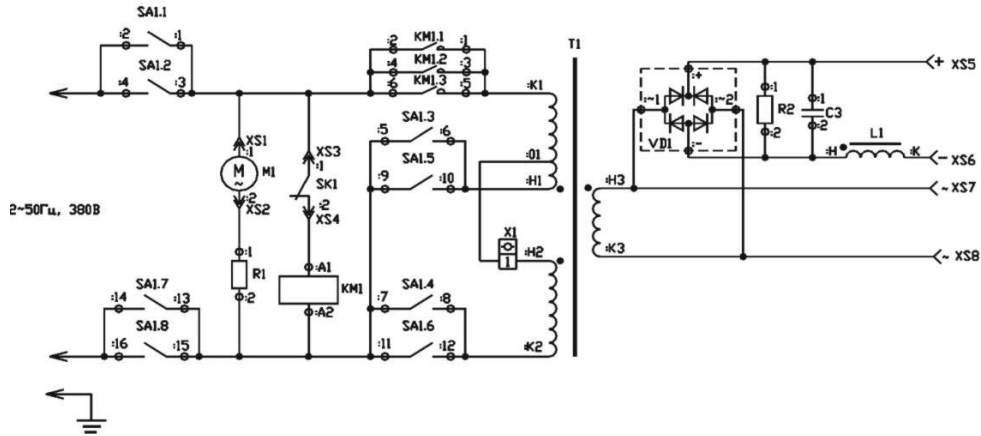 SA1.1
:2 :1
SA1.2
:4 :3
KM1.1
:2 :1
KM1.2
:4 :3
KM1.3
:6 :5
T1
:K1
SA1.3
:5 :6
SA1.5
:9 :10
:01
:H1
XS1
:1
M
~
M1
:2
XS2
XS3
:1
SK1
:2
XS4
2~50Гц, 380В
:1
R1
:2
:A1
KM1
:A2
X1
1
:H2
:K2
SA1.4
:7 :8
SA1.6
:11 :12
SA1.7
:14 :13
SA1.8
:16 :15
:+
:~1 :~2
VD1
:-
:1
R2
:2
:1
C3
:2
L1
:H :K
+ XS5
- XS6
:H3
~ XS7
:K3
~ XS8